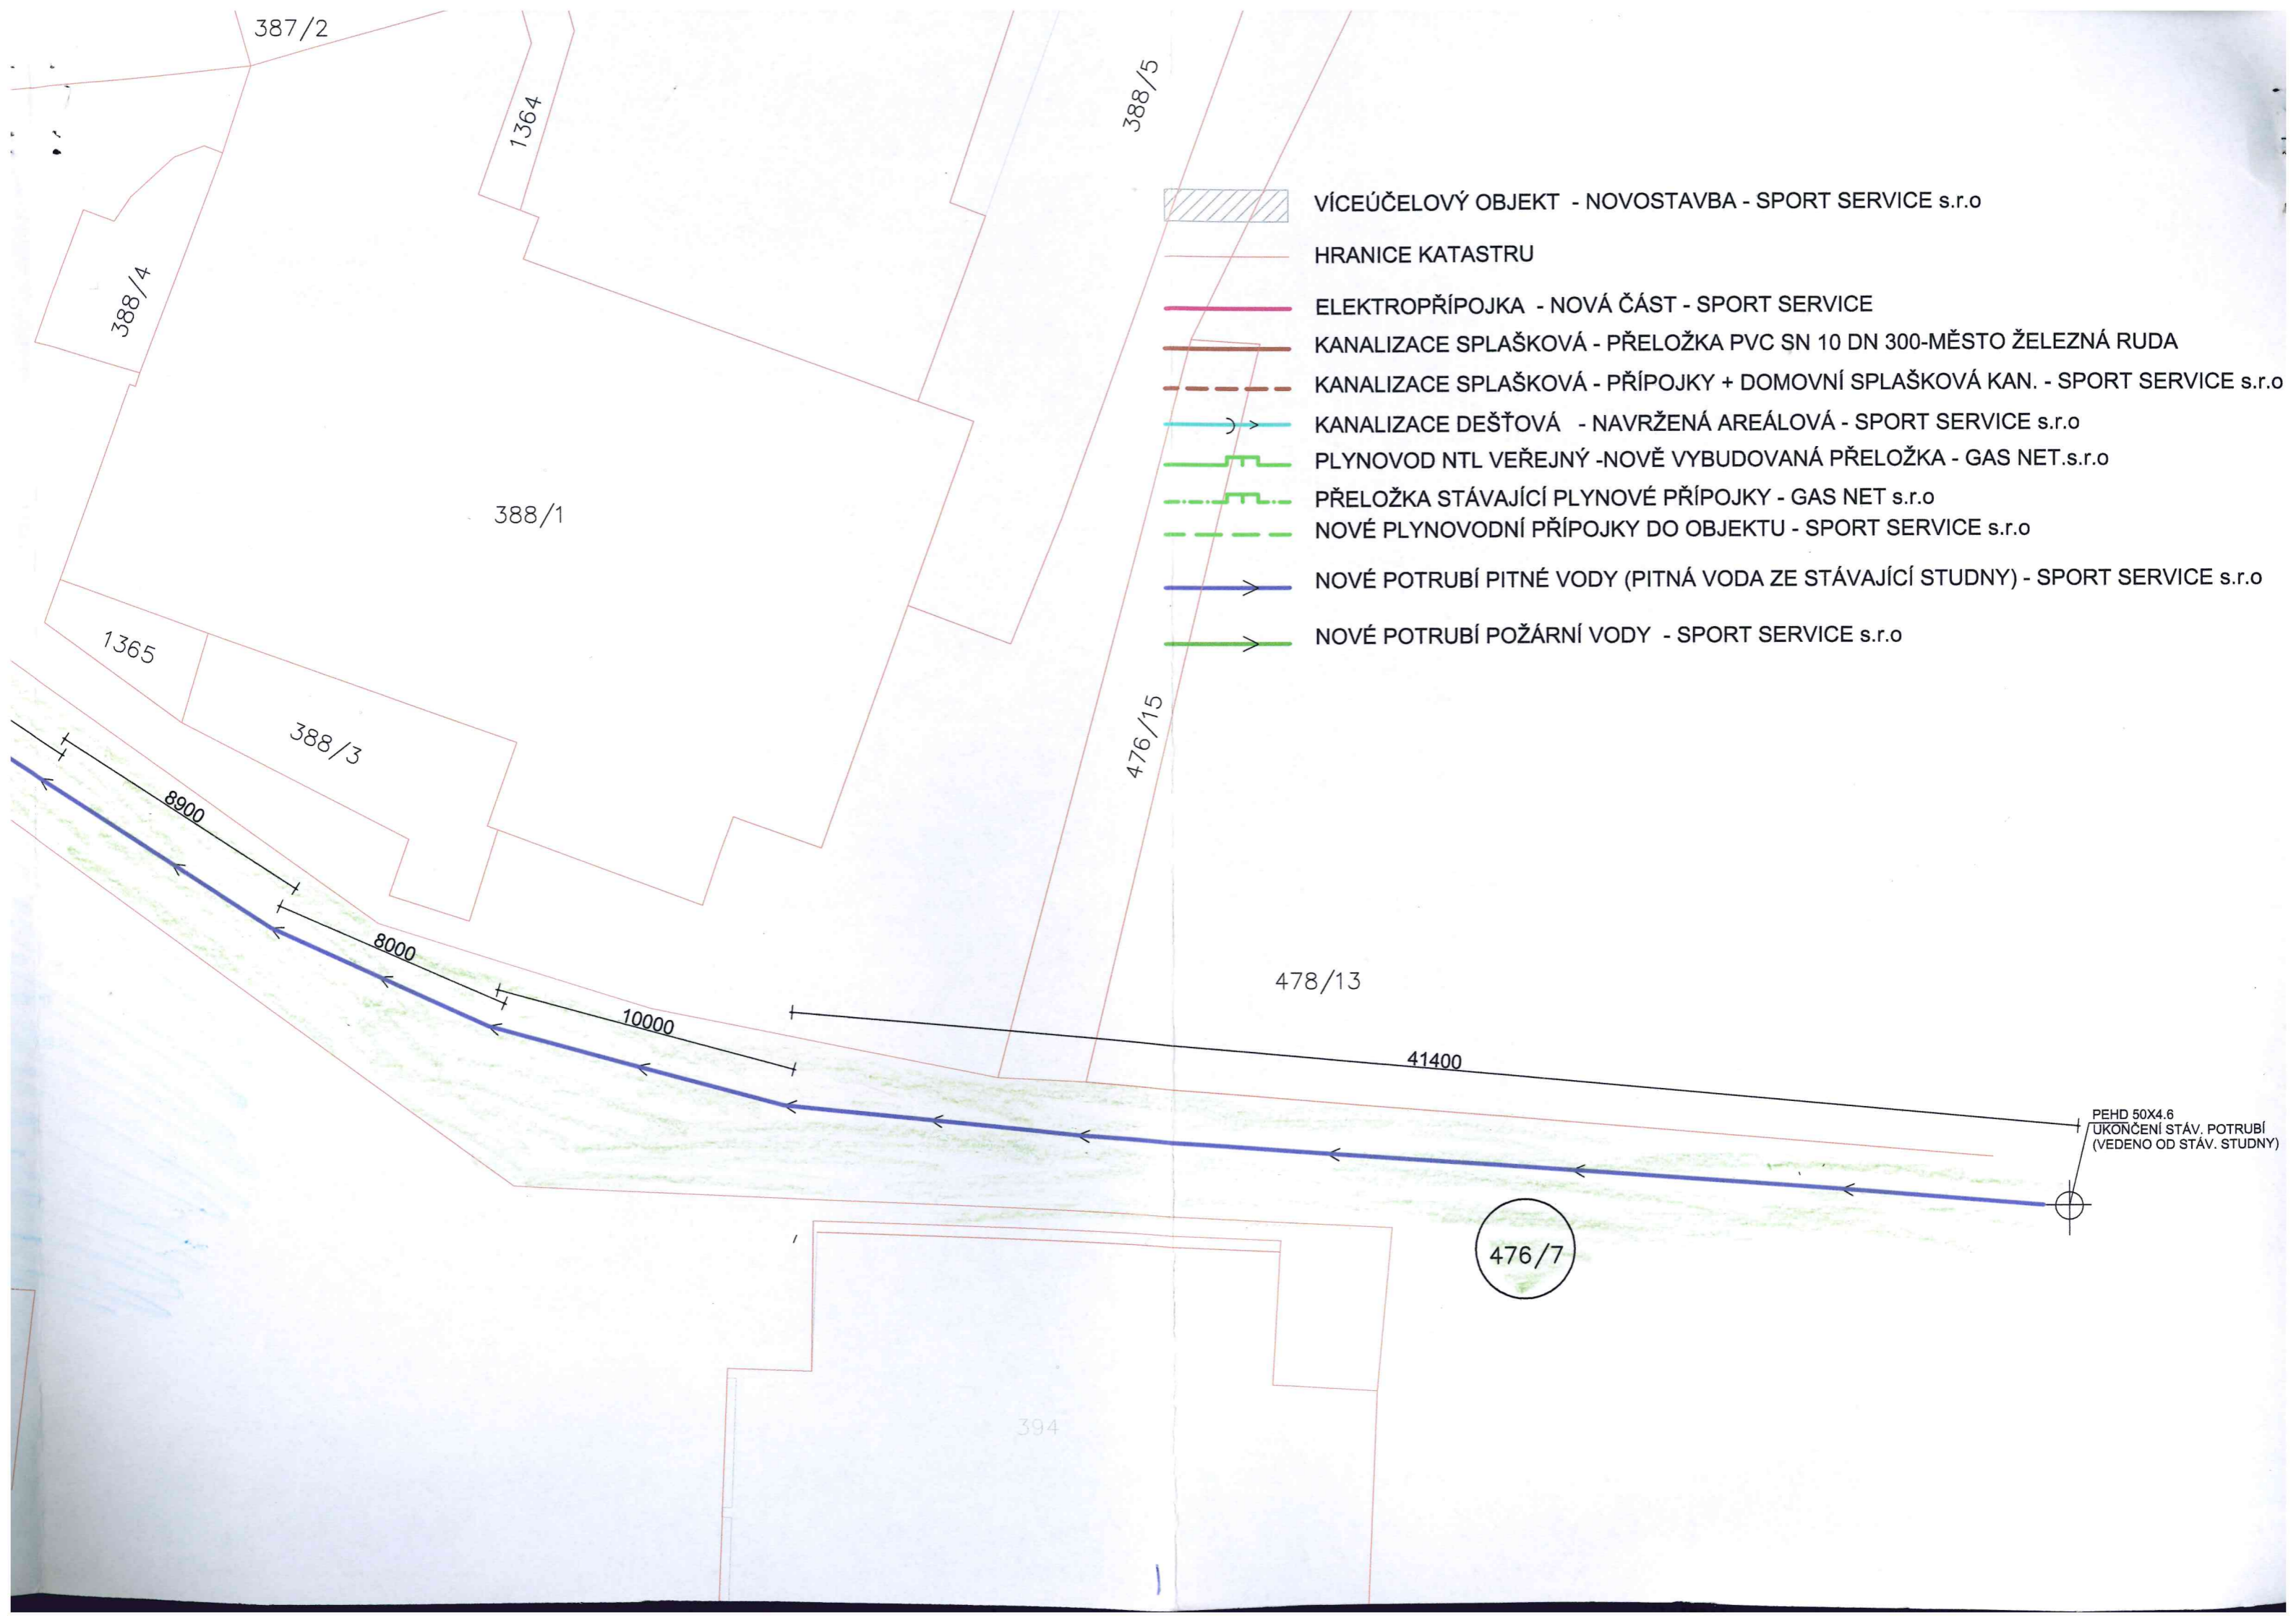 387/2
1364
388/5
388/4
388/1
1365
388/3
476/15
VÍCEÚČELOVÝ OBJEKT - NOVOSTAVBA - SPORT SERVICE s.r.o
HRANICE KATASTRU
ELEKTROPŘÍPOJKA - NOVÁ ČÁST - SPORT SERVICE
KANALIZACE SPLAŠKOVÁ - PŘELOŽKA PVC SN 10 DN 300-MĚSTO ŽELEZNÁ RUDA
KANALIZACE SPLAŠKOVÁ - PŘÍPOJKY + DOMOVNÍ SPLAŠKOVÁ KAN. - SPORT SERVICE s.r.o
KANALIZACE DEŠŤOVÁ - NAVRŽENÁ AREÁLOVÁ - SPORT SERVICE s.r.o
PLYNOVOD NTL VEŘEJNÝ -NOVĚ VYBUDOVANÁ PŘELOŽKA - GAS NET.s.r.o
PŘELOŽKA STÁVAJÍCÍ PLYNOVÉ PŘÍPOJKY - GAS NET s.r.o
NOVÉ PLYNOVODNÍ PŘÍPOJKY DO OBJEKTU - SPORT SERVICE s.r.o
NOVÉ POTRUBÍ PITNÉ VODY (PITNÁ VODA ZE STÁVAJÍCÍ STUDNY) - SPORT SERVICE s.r.o
NOVÉ POTRUBÍ POŽÁRNÍ VODY - SPORT SERVICE s.r.o
8900
8000
10000
478/13
41400
PEHD 50X4.6
UKONČENÍ STÁV. POTRUBÍ
(VEDENO OD STÁV. STUDNY)
476/7
394